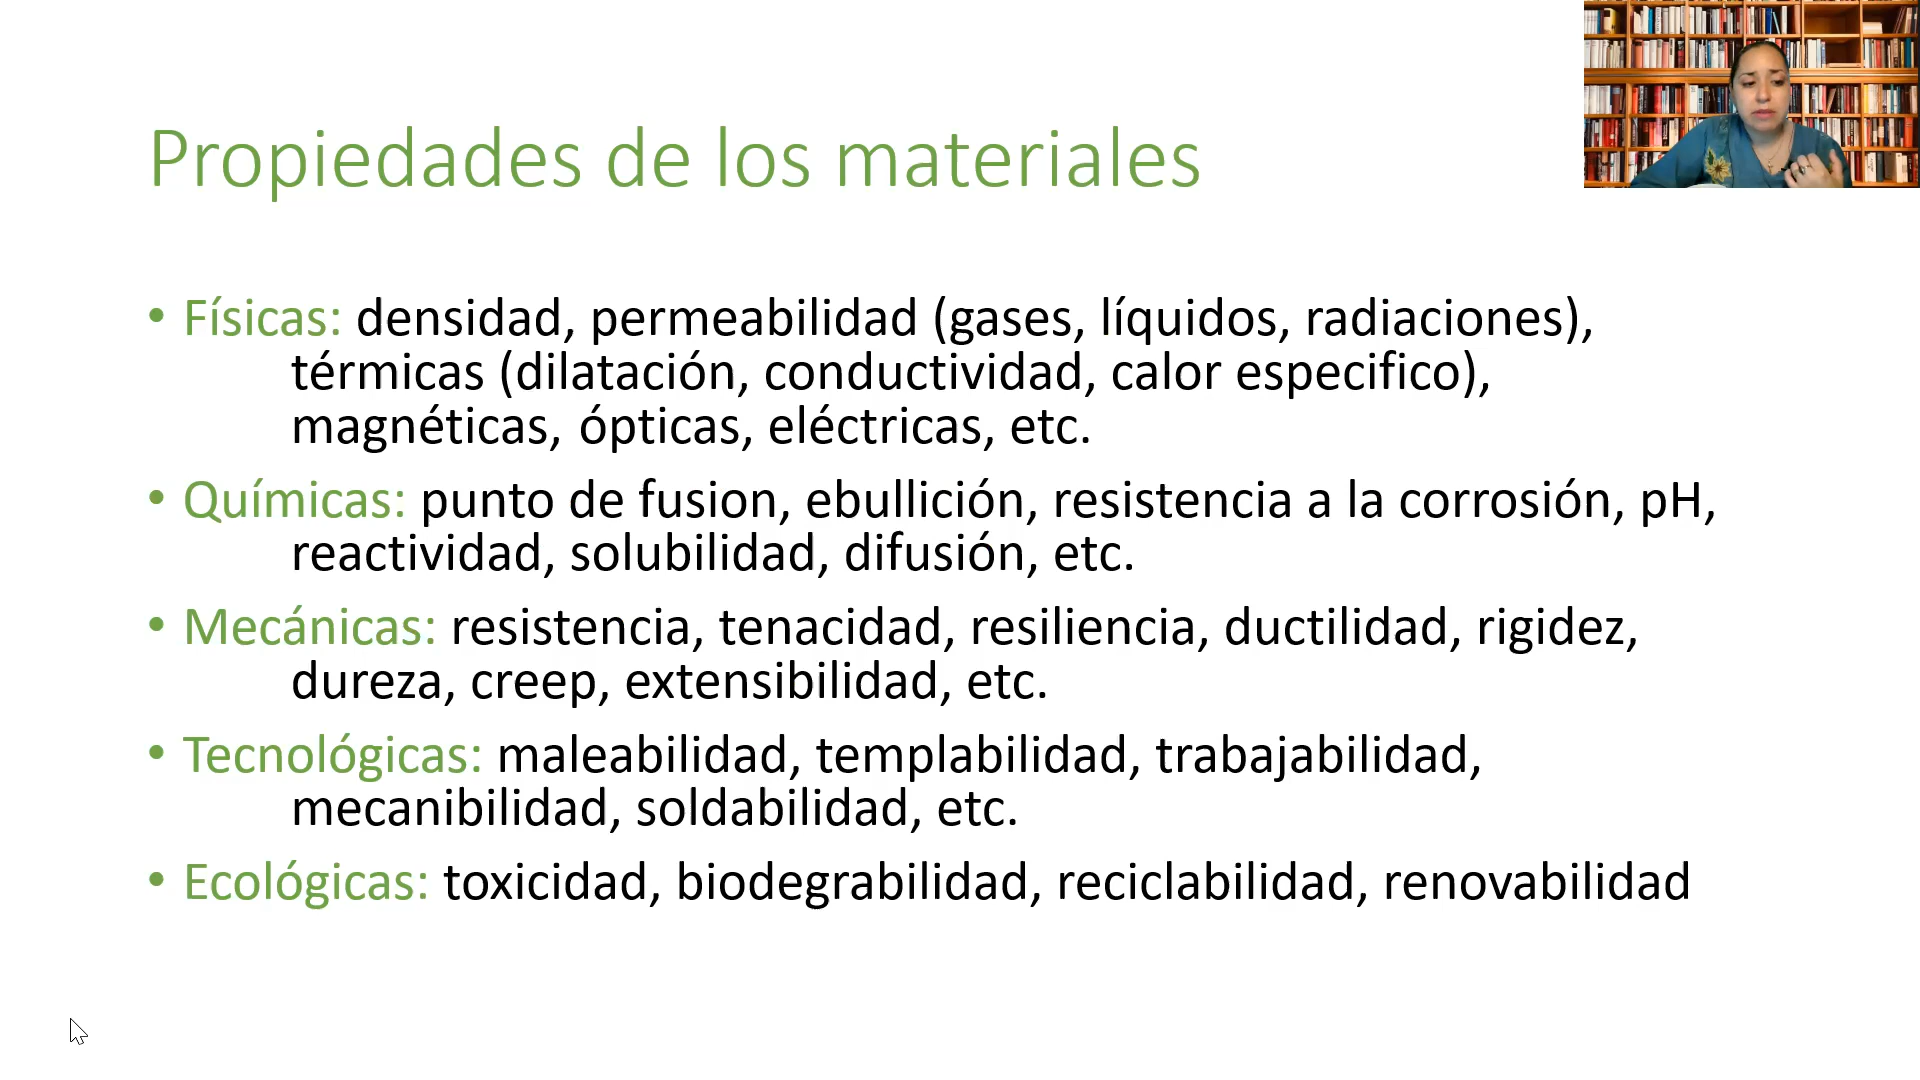 Propiedades de los materiales
• Físicas: densidad, permeabilidad (gases, líquidos, radiaciones),
térmicas (dilatación, conductividad, calor especifico),
magnéticas, ópticas, eléctricas, etc.
• Químicas: punto de fusion, ebullición, resistencia a la corrosión, pH,
reactividad, solubilidad, difusión, etc.
• Mecánicas: resistencia, tenacidad, resiliencia, ductilidad, rigidez,
dureza, creep, extensibilidad, etc.
• Tecnológicas: maleabilidad, templabilidad, trabajabilidad,
mecanibilidad, soldabilidad, etc.
• Ecológicas: toxicidad, biodegrabilidad, reciclabilidad, renovabilidad